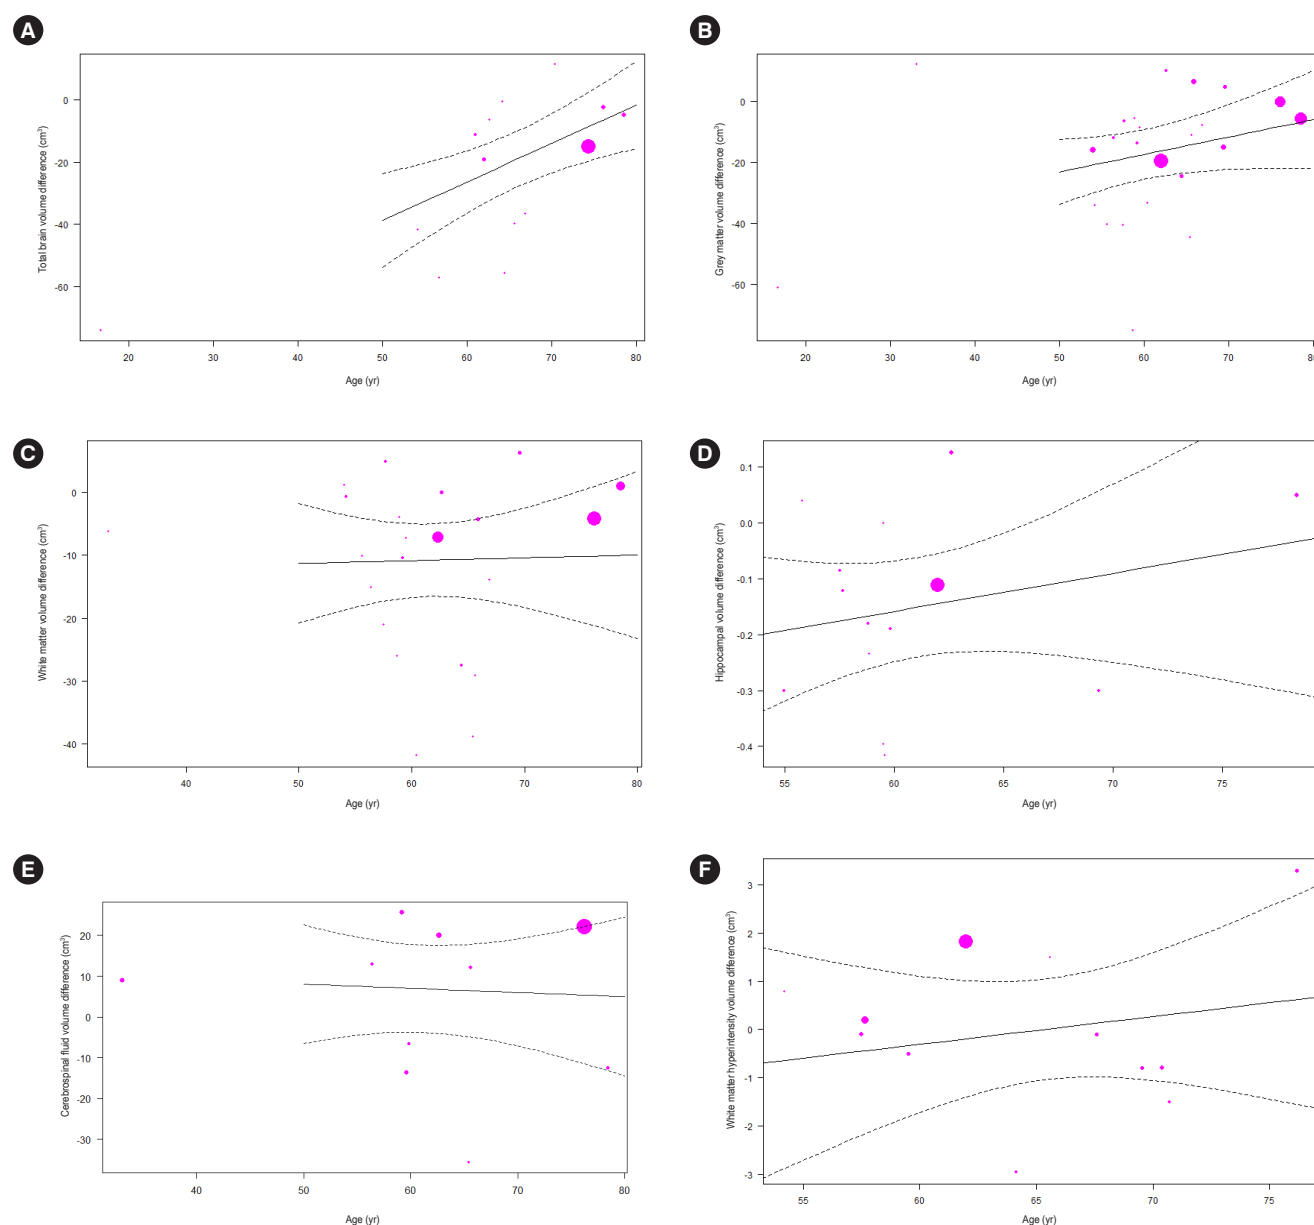 A
Total brain volume difference (cm³)
0
-20
-40
-60
20 30 40 50 60 70 80
Age (yr)
B
Grey matter volume difference (cm³)
0
-20
-40
-60
20 30 40 50 60 70 80
Age (yr)
C
White matter volume difference (cm³)
0
-10
-20
-30
-40
40 50 60 70 80
Age (yr)
D
Hippocampal volume difference (cm³)
0.1
0.0
-0.1
-0.2
-0.3
-0.4
55 60 65 70 75
Age (yr)
E
Cerebrospinal fluid volume difference (cm³)
20
10
0
-10
-20
-30
40 50 60 70 80
Age (yr)
F
White matter hyperintensity volume difference (cm³)
3
2
1
0
-1
-2
-3
55 60 65 70 75
Age (yr)